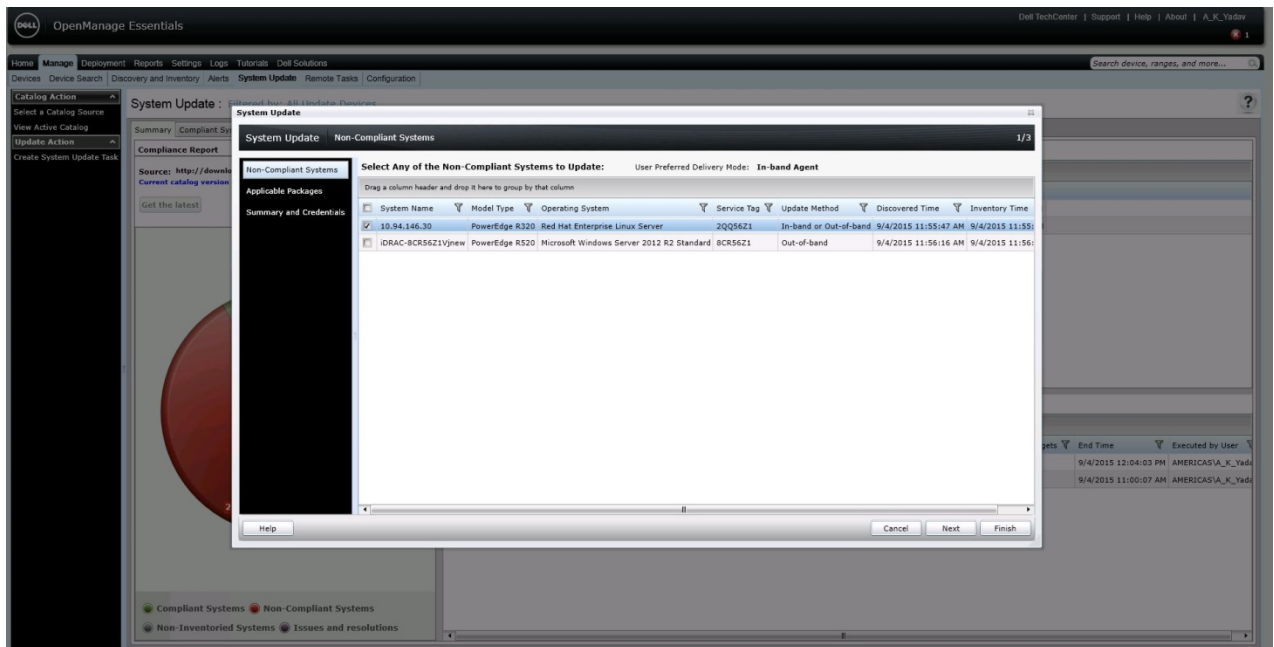 DELL OpenManage Essentials
Dell TechCenter | Support | Help | About | A_K_Yadav
1
Home Manage Deployment Reports Settings Logs Tutorials Dell Solutions
Search device, ranges, and more...
Devices Device Search Discovery and Inventory Alerts System Update Remote Tasks Configuration
Catalog Action
Select a Catalog Source
View Active Catalog
Update Action
Create System Update Task
System Update : Filtered by: All Update Devices
?
Summary Compliant Sy
Compliance Report
Source: http://downlo
Current catalog version
Get the latest
2
System Update
System Update Non-Compliant Systems 1/3
Non-Compliant Systems
Applicable Packages
Summary and Credentials
Select Any of the Non-Compliant Systems to Update: User Preferred Delivery Mode: In-band Agent
Drag a column header and drop it here to group by that column
System Name Model Type Operating System Service Tag Update Method Discovered Time Inventory Time
10.94.146.30 PowerEdge R320 Red Hat Enterprise Linux Server 2QQ56Z1 In-band or Out-of-band 9/4/2015 11:55:47 AM 9/4/2015 11:55:
iDRAC-8CR56Z1Vjnew PowerEdge R520 Microsoft Windows Server 2012 R2 Standard 8CR56Z1 Out-of-band 9/4/2015 11:56:16 AM 9/4/2015 11:56:
Help Cancel Next Finish
gets End Time Executed by User
9/4/2015 12:04:03 PM AMERICAS\A_K_Yada
9/4/2015 11:00:07 AM AMERICAS\A_K_Yada
Compliant Systems Non-Compliant Systems
Non-Inventoried Systems Issues and resolutions